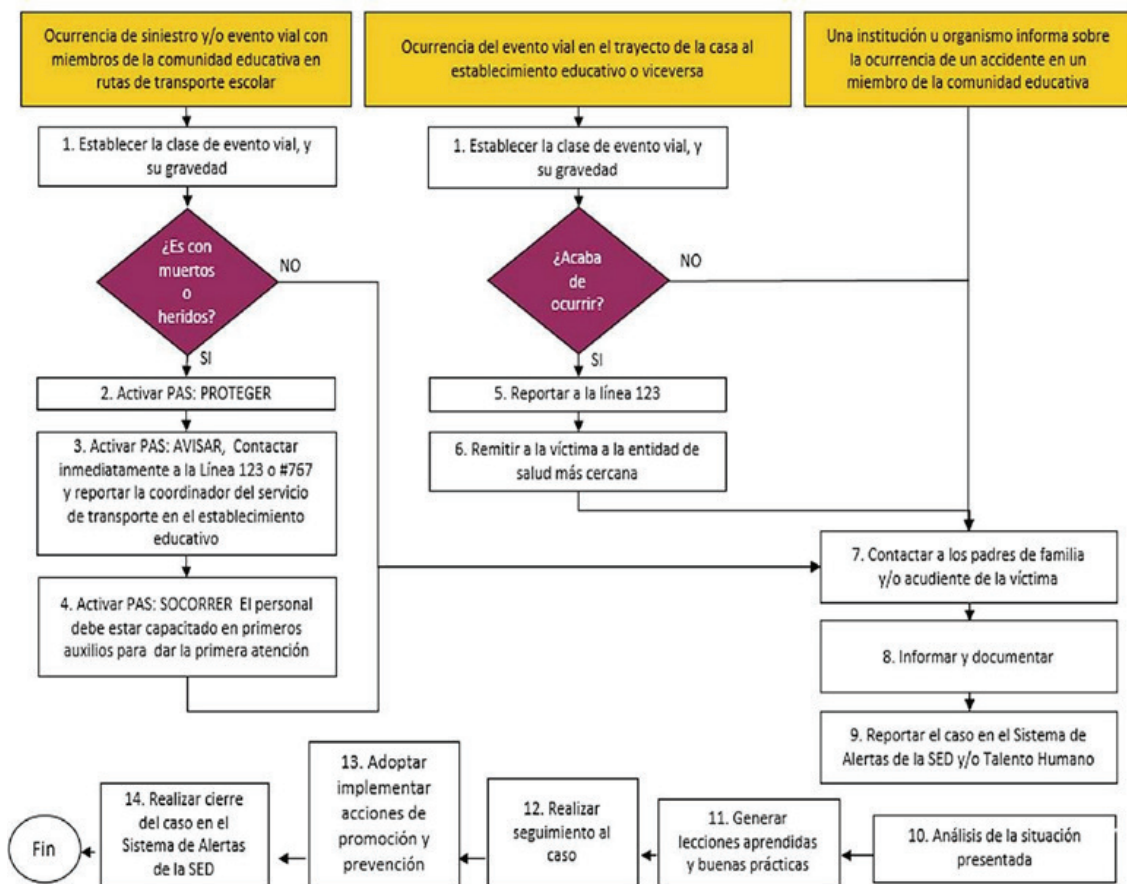 Ocurrencia de siniestro y/o evento vial con
miembros de la comunidad educativa en
rutas de transporte escolar
Ocurrencia del evento vial en el trayecto de la casa al
establecimiento educativo o viceversa
Una institución u organismo informa sobre
la ocurrencia de un accidente en un
miembro de la comunidad educativa
1. Establecer la clase de evento vial, y
su gravedad
¿Es con
muertos
o
heridos?
NO
SI
2. Activar PAS: PROTEGER
3. Activar PAS: AVISAR, Contactar
inmediatamente a la Línea 123 o #767
y reportar la coordinador del servicio
de transporte en el establecimiento
educativo
4. Activar PAS: SOCORRER El personal
debe estar capacitado en primeros
auxilios para dar la primera atención
1. Establecer la clase de evento vial, y
su gravedad
¿Acaba
de
ocurrir?
NO
SI
5. Reportar a la línea 123
6. Remitir a la víctima a la entidad de
salud más cercana
7. Contactar a los padres de familia
y/o acudiente de la víctima
8. Informar y documentar
9. Reportar el caso en el Sistema de
Alertas de la SED y/o Talento Humano
10. Análisis de la situación
presentada
11. Generar
lecciones aprendidas
y buenas prácticas
12. Realizar
seguimiento al
caso
13. Adoptar
implementar
acciones de
promoción y
prevención
14. Realizar cierre
del caso en el
Sistema de Alertas
de la SED
Fin